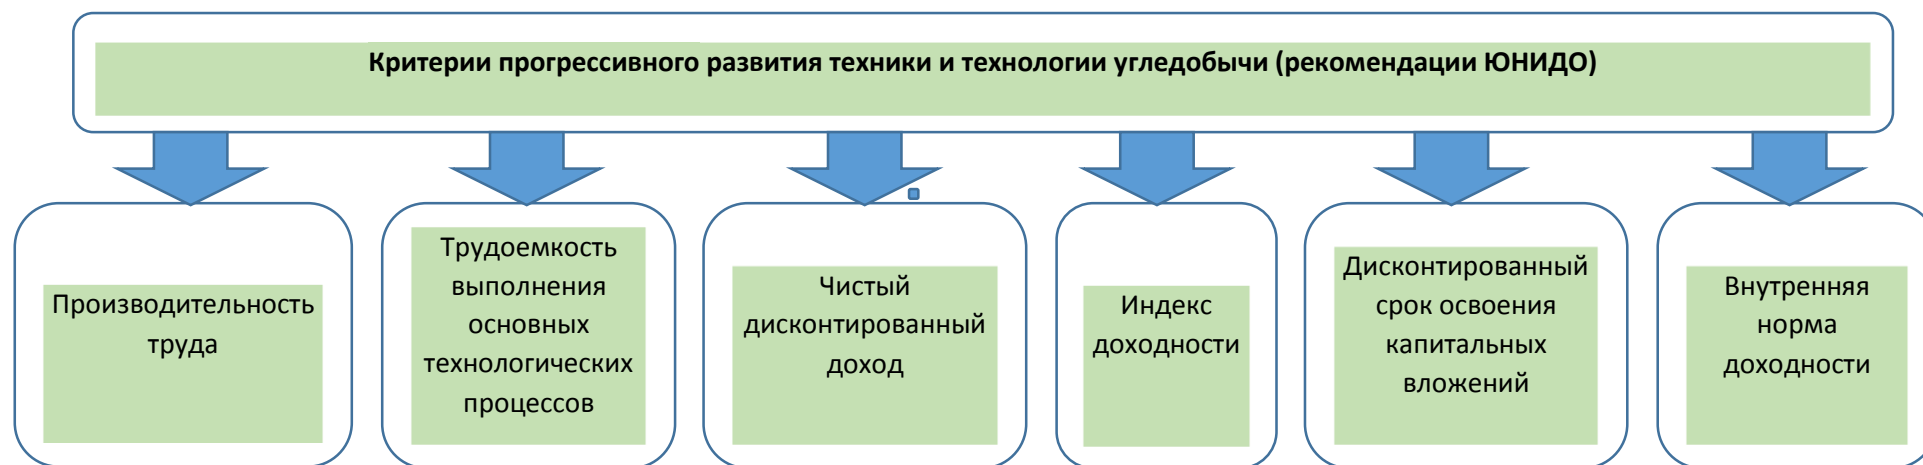 Критерии прогрессивного развития техники и технологии угледобычи (рекомендации ЮНИДО)
Производительность
труда
Трудоемкость
выполнения
основных
технологических
процессов
Чистый
дисконтированный
доход
Индекс
доходности
Дисконтированный
срок освоения
капитальных
вложений
Внутренняя
норма
доходности